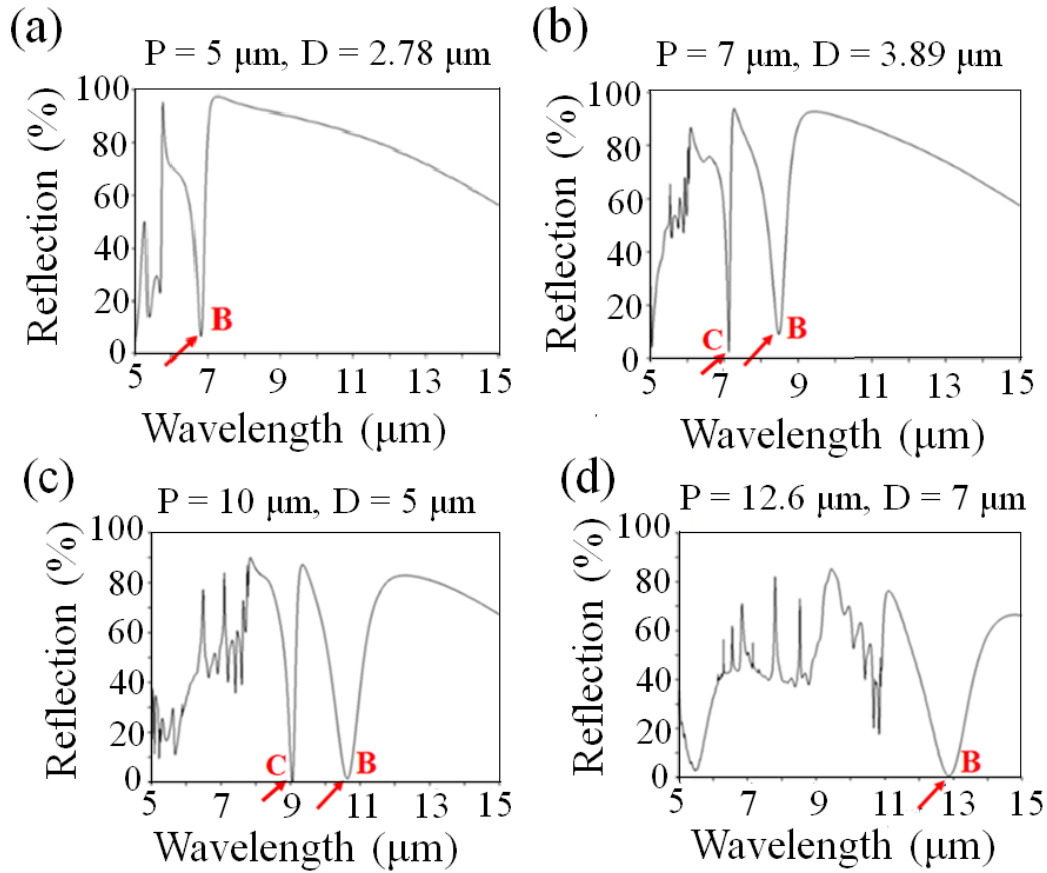 (a)
P = 5 μm, D = 2.78 μm
Reflection (%)
100
80
60
40
20
0
B
5 7 9 11 13 15
Wavelength (μm)
(b)
P = 7 μm, D = 3.89 μm
Reflection (%)
100
80
60
40
20
0
C B
5 7 9 11 13 15
Wavelength (μm)
(c)
P = 10 μm, D = 5 μm
Reflection (%)
100
80
60
40
20
0
C B
5 7 9 11 13 15
Wavelength (μm)
(d)
P = 12.6 μm, D = 7 μm
Reflection (%)
100
80
60
40
20
0
B
5 7 9 11 13 15
Wavelength (μm)